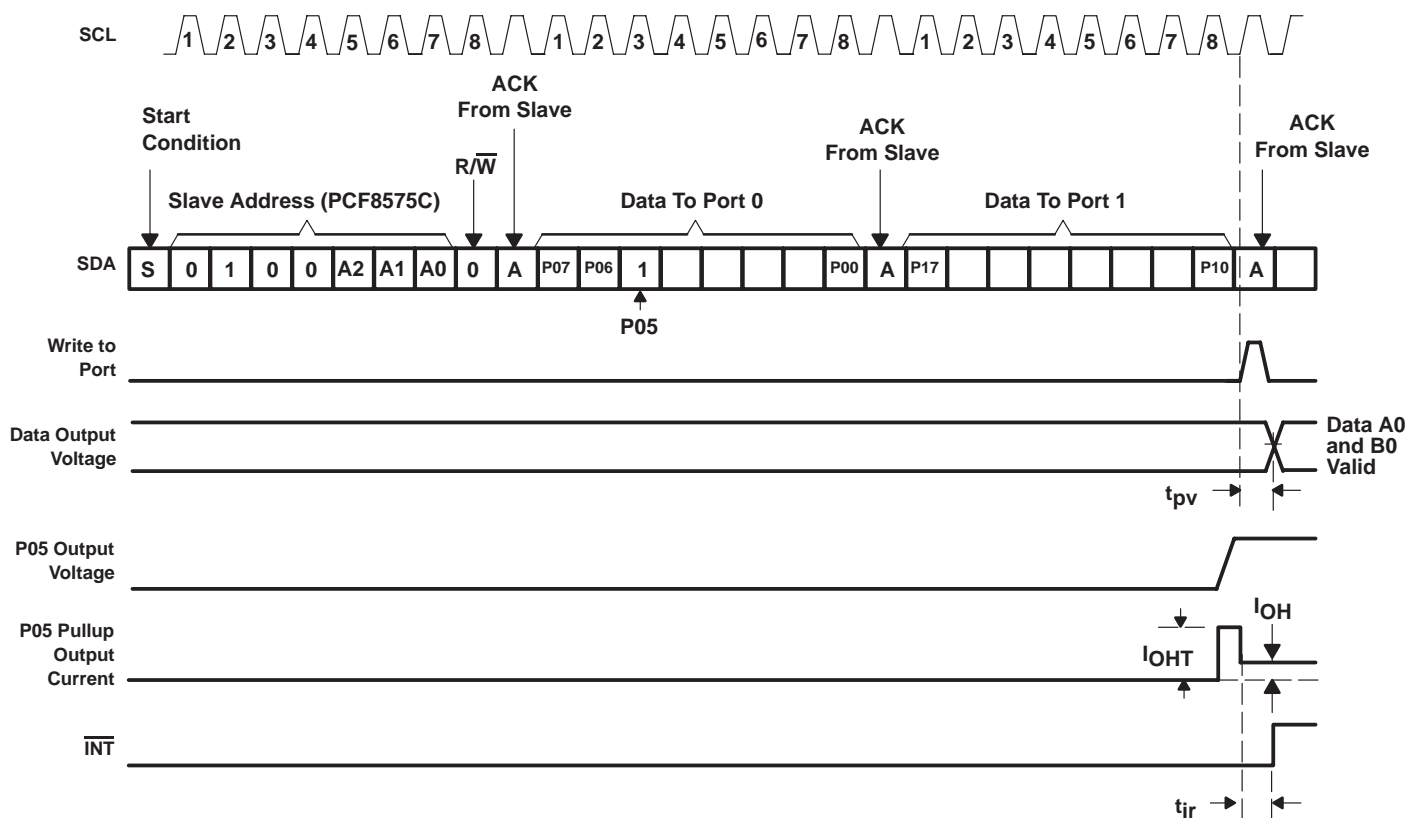 SCL 1 2 3 4 5 6 7 8 1 2 3 4 5 6 7 8 1 2 3 4 5 6 7 8
Start
Condition
R/W̅
ACK
From Slave
ACK
From Slave
ACK
From Slave
Slave Address (PCF8575C) Data To Port 0 Data To Port 1
SDA S 0 1 0 0 A2 A1 A0 0 A P07 P06 1 P00 A P17 P10 A
P05
Write to
Port
Data Output
Voltage
Data A0
and B0
Valid
tpv
P05 Output
Voltage
P05 Pullup
Output
Current
IOHT
IOH
I̅N̅T̅
tir